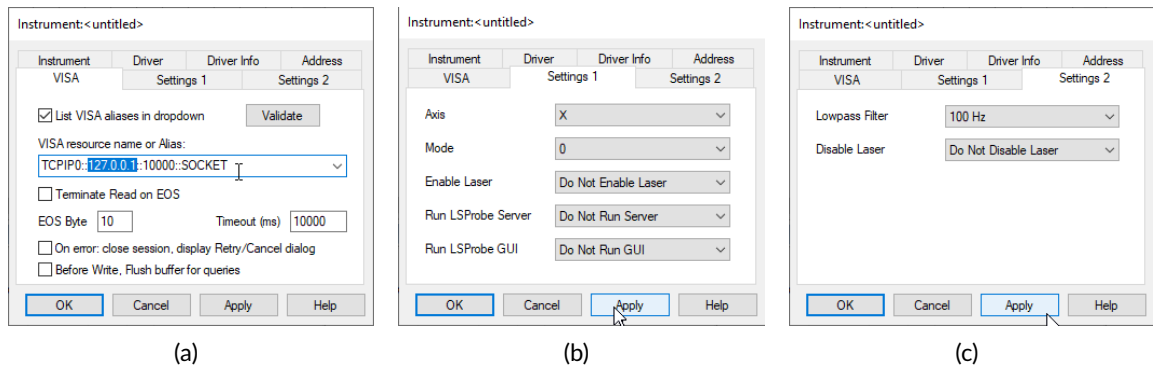 Instrument:<untitled>
Instrument Driver Driver Info Address
VISA Settings 1 Settings 2
List VISA aliases in dropdown Validate
VISA resource name or Alias:
TCPIP0::127.0.0.1::10000::SOCKET
Terminate Read on EOS
EOS Byte 10 Timeout (ms) 10000
On error: close session, display Retry/Cancel dialog
Before Write, Flush buffer for queries
OK Cancel Apply Help
(a)
Instrument:<untitled>
Instrument Driver Driver Info Address
VISA Settings 1 Settings 2
Axis X
Mode 0
Enable Laser Do Not Enable Laser
Run LSProbe Server Do Not Run Server
Run LSProbe GUI Do Not Run GUI
OK Cancel Apply Help
(b)
Instrument:<untitled>
Instrument Driver Driver Info Address
VISA Settings 1 Settings 2
Lowpass Filter 100 Hz
Disable Laser Do Not Disable Laser
OK Cancel Apply Help
(c)